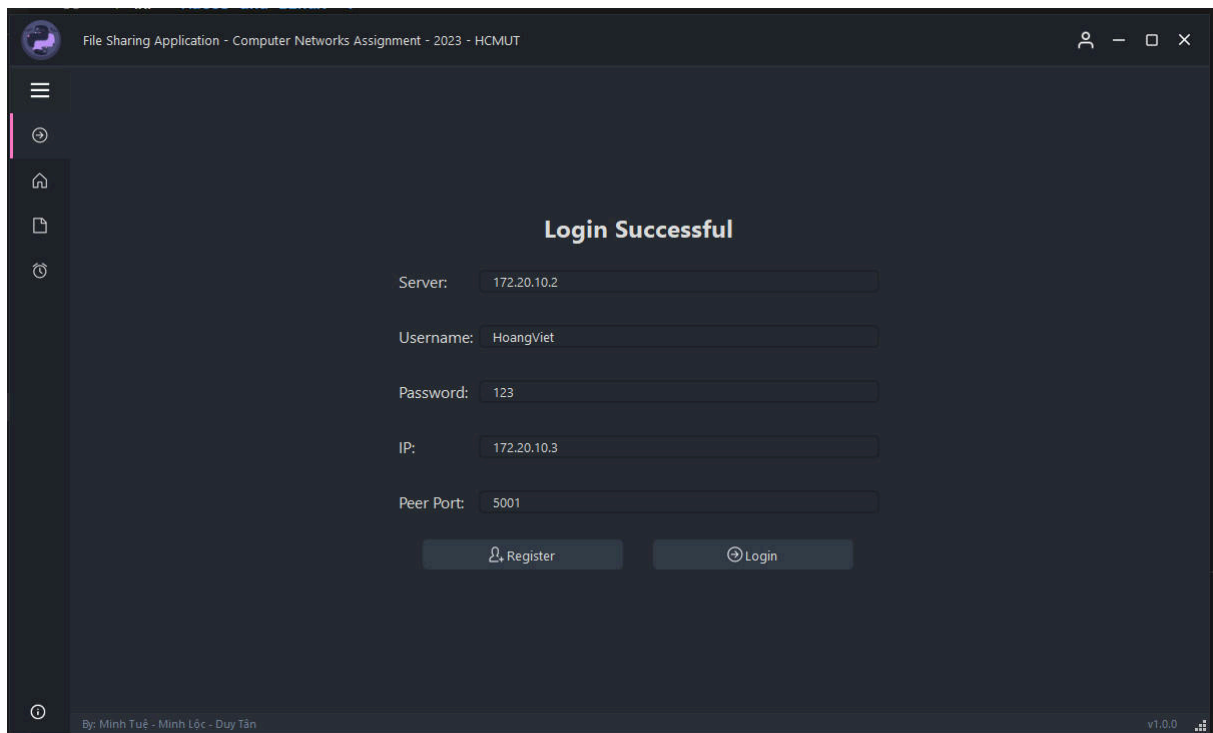 File Sharing Application - Computer Networks Assignment - 2023 - HCMUT
Login Successful
Server: 172.20.10.2
Username: HoangViet
Password: 123
IP: 172.20.10.3
Peer Port: 5001
Register Login
By: Minh Tuệ - Minh Lộc - Duy Tân v1.0.0